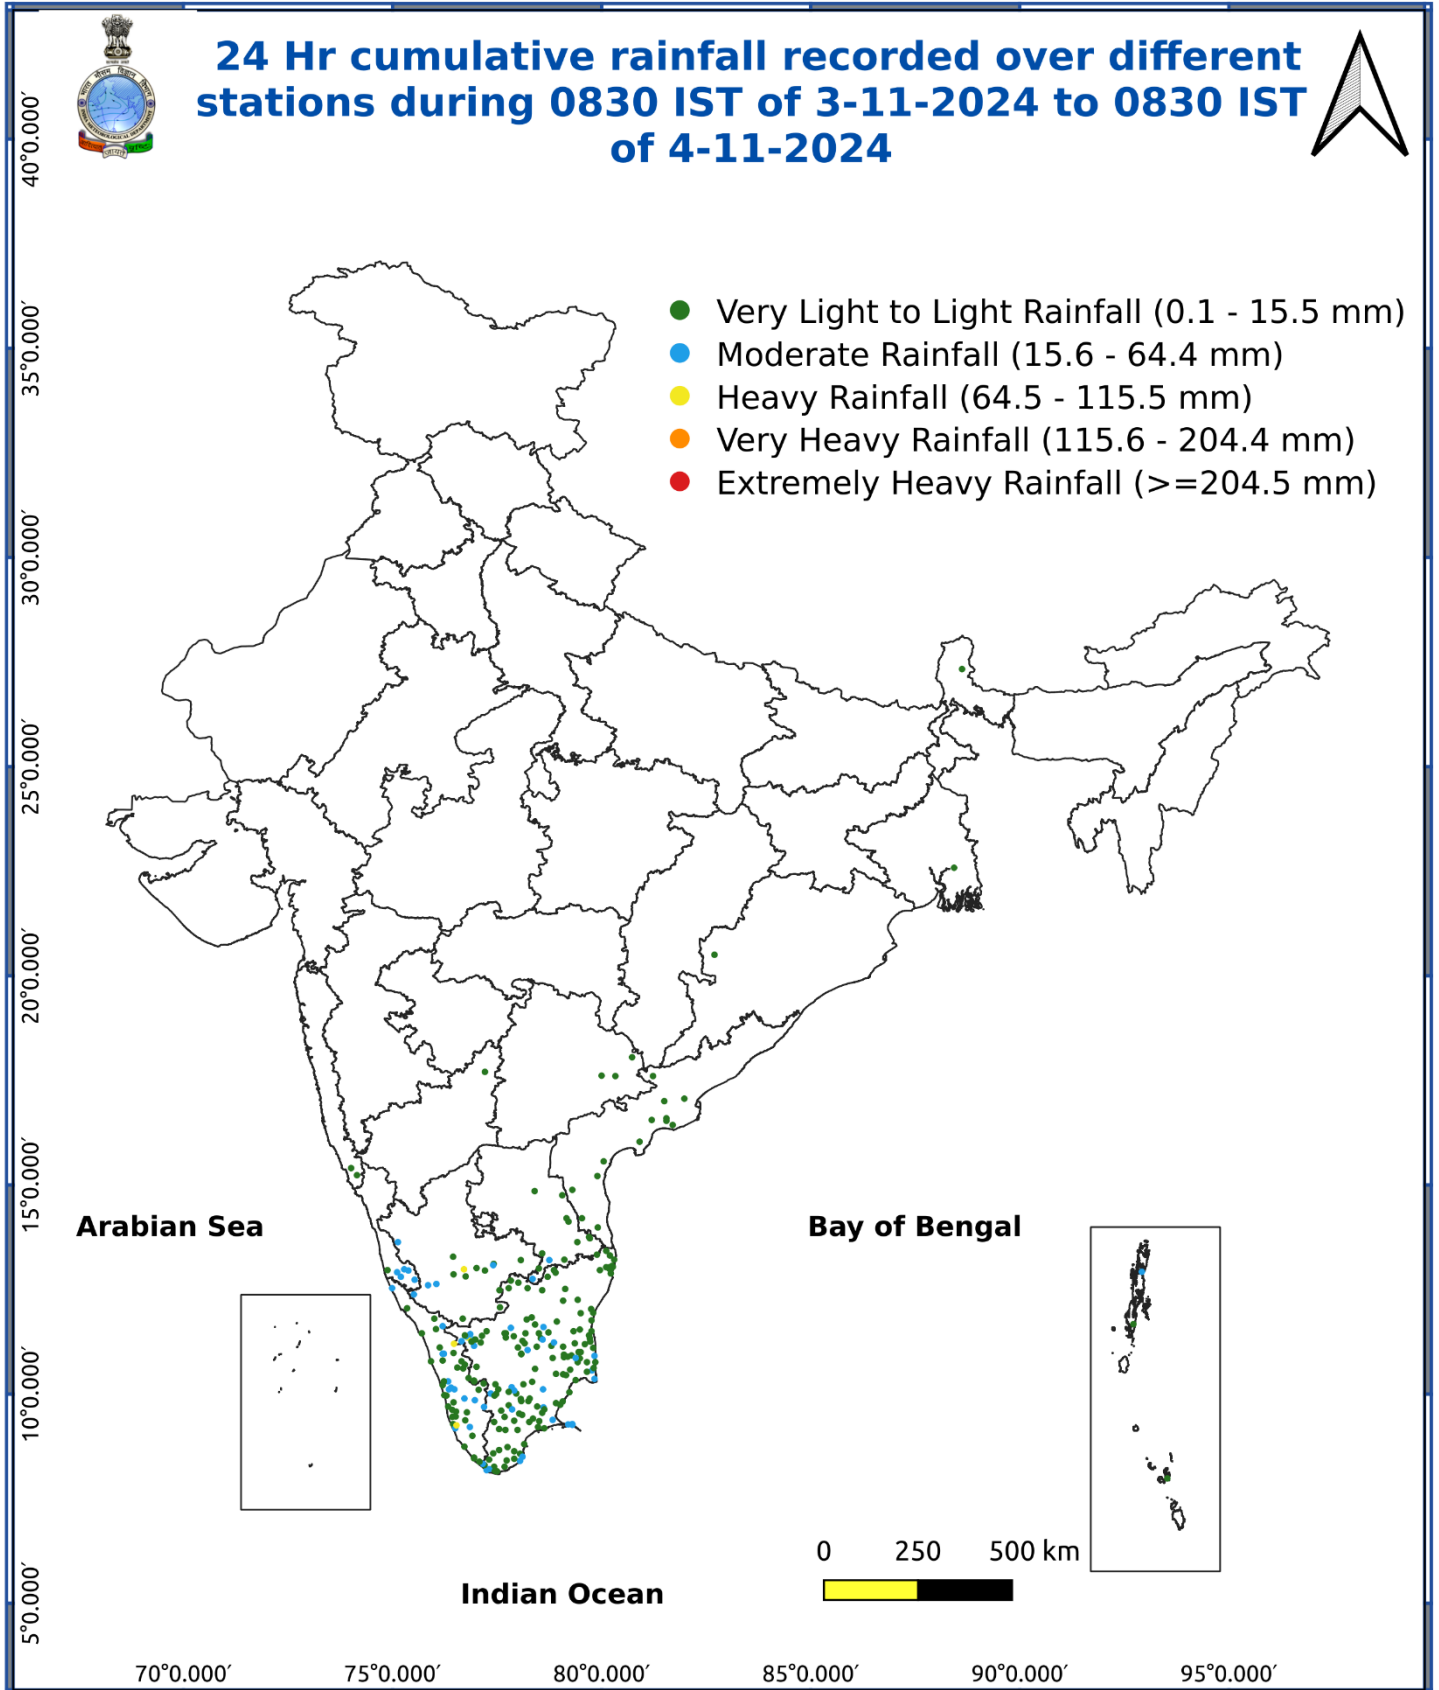 24 Hr cumulative rainfall recorded over different
stations during 0830 IST of 3-11-2024 to 0830 IST
of 4-11-2024
Very Light to Light Rainfall (0.1 - 15.5 mm)
Moderate Rainfall (15.6 - 64.4 mm)
Heavy Rainfall (64.5 - 115.5 mm)
Very Heavy Rainfall (115.6 - 204.4 mm)
Extremely Heavy Rainfall (>=204.5 mm)
40°0.000′
35°0.000′
30°0.000′
25°0.000′
20°0.000′
15°0.000′
10°0.000′
5°0.000′
Arabian Sea
Bay of Bengal
Indian Ocean
0 250 500 km
70°0.000′ 75°0.000′ 80°0.000′ 85°0.000′ 90°0.000′ 95°0.000′